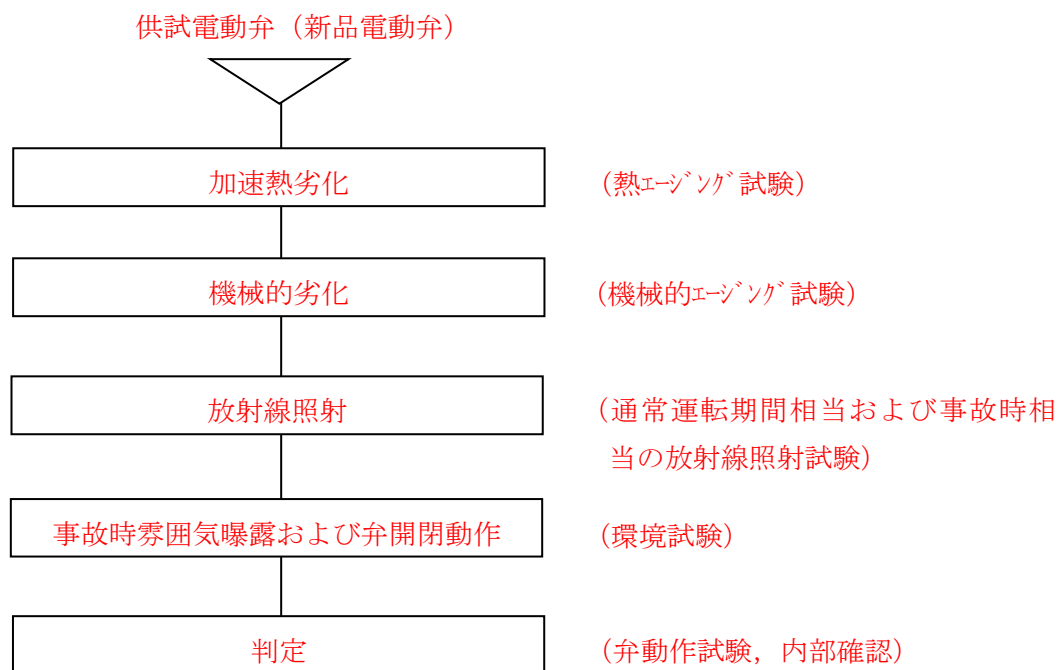 供試電動弁（新品電動弁）
加速熱劣化
（熱ｴｰｼﾞﾝｸﾞ試験）
機械的劣化
（機械的ｴｰｼﾞﾝｸﾞ試験）
放射線照射
（通常運転期間相当および事故時相
当の放射線照射試験）
事故時雰囲気曝露および弁開閉動作
（環境試験）
判定
（弁動作試験，内部確認）